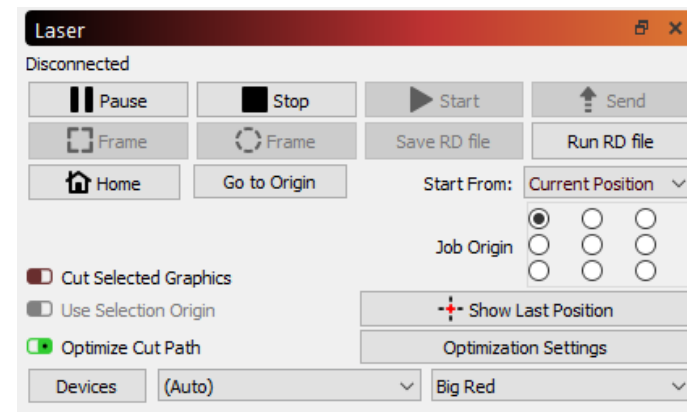 Laser
Disconnected
Pause Stop Start Send
Frame Frame Save RD file Run RD file
Home Go to Origin Start From: Current Position
Job Origin
Cut Selected Graphics
Use Selection Origin Show Last Position
Optimize Cut Path Optimization Settings
Devices (Auto) Big Red